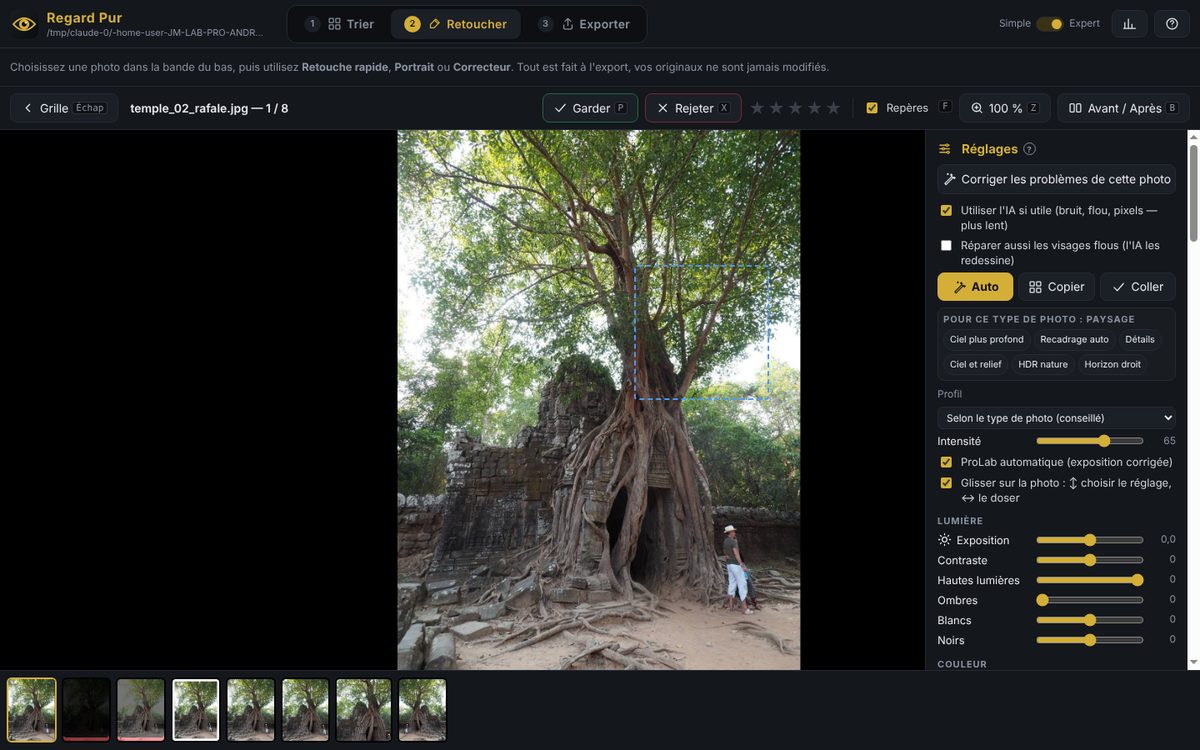 Regard Pur
/tmp/claude-0/-home-user-JM-LAB-PRO-ANDR...
1 Trier
2 Retoucher
3 Exporter
Simple Expert
Choisissez une photo dans la bande du bas, puis utilisez Retouche rapide, Portrait ou Correcteur. Tout est fait à l'export, vos originaux ne sont jamais modifiés.
Grille Échap
temple_02_rafale.jpg — 1 / 8
Garder P
Rejeter X
Repères F
100 % Z
Avant / Après B
Réglages ?
Corriger les problèmes de cette photo
Utiliser l'IA si utile (bruit, flou, pixels —
plus lent)
Réparer aussi les visages flous (l'IA les
redessine)
Auto Copier Coller
POUR CE TYPE DE PHOTO : PAYSAGE
Ciel plus profond Recadrage auto Détails
Ciel et relief HDR nature Horizon droit
Profil
Selon le type de photo (conseillé)
Intensité 65
ProLab automatique (exposition corrigée)
Glisser sur la photo : ↕ choisir le réglage,
↔ le doser
LUMIÈRE
Exposition 0,0
Contraste 0
Hautes lumières 0
Ombres 0
Blancs 0
Noirs 0
COULEUR